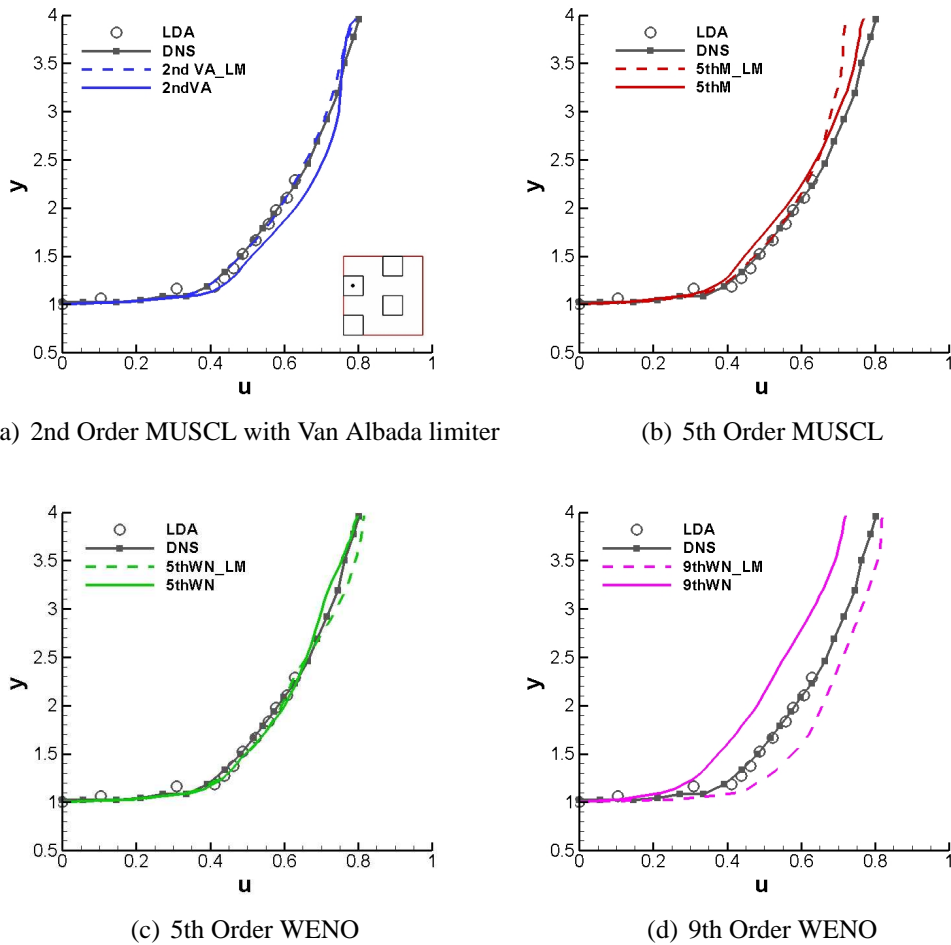 4
3.5
3
2.5
2
1.5
1
0.5
y
LDA
DNS
2nd VA_LM
2ndVA
0
0.2
0.4
0.6
0.8
1
u
a) 2nd Order MUSCL with Van Albada limiter
4
3.5
3
2.5
2
1.5
1
0.5
y
LDA
DNS
5thM_LM
5thM
0
0.2
0.4
0.6
0.8
1
u
(b) 5th Order MUSCL
4
3.5
3
2.5
2
1.5
1
0.5
y
LDA
DNS
5thWN_LM
5thWN
0
0.2
0.4
0.6
0.8
1
u
(c) 5th Order WENO
4
3.5
3
2.5
2
1.5
1
0.5
y
LDA
DNS
9thWN_LM
9thWN
0
0.2
0.4
0.6
0.8
1
u
(d) 9th Order WENO